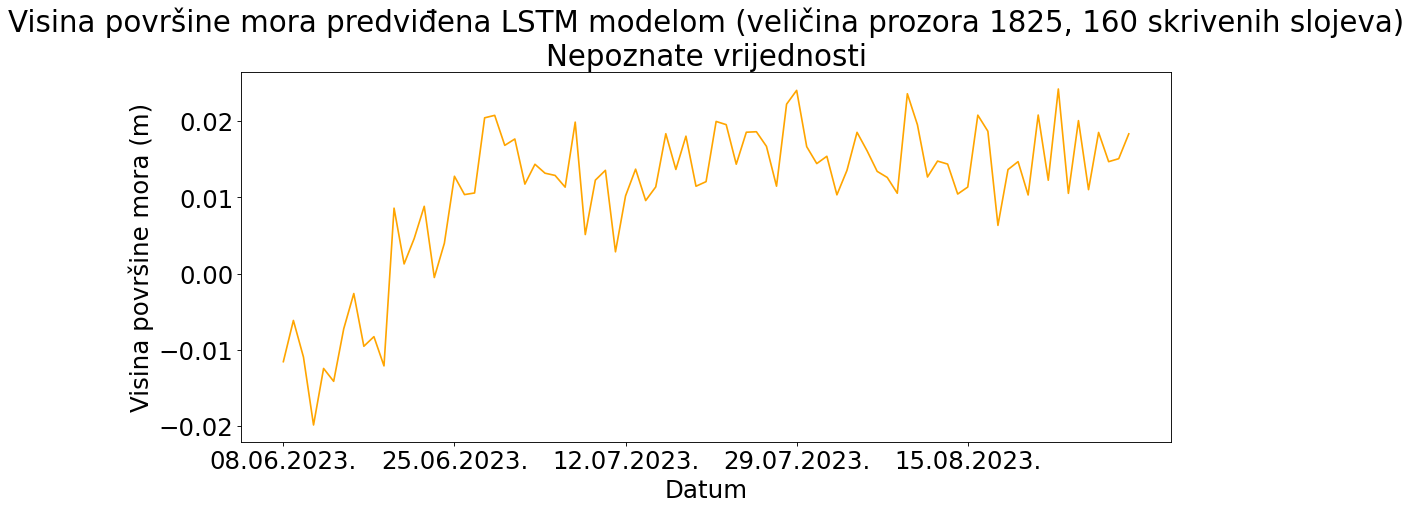 Visina površine mora predviđena LSTM modelom (veličina prozora 1825, 160 skrivenih slojeva)
Nepoznate vrijednosti
Visina površine mora (m)
0.02
0.01
0.00
−0.01
−0.02
08.06.2023. 25.06.2023. 12.07.2023. 29.07.2023. 15.08.2023.
Datum